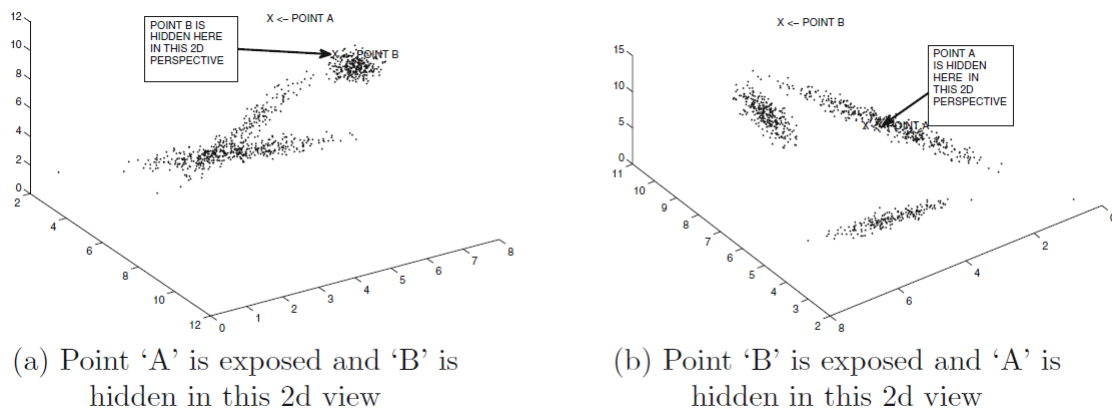 12
10
8
6
4
2
0
2
4
6
8
10
12
0
1
2
3
4
5
6
7
8
X <- POINT A
X <- POINT B
POINT B IS
HIDDEN HERE
IN THIS 2D
PERSPECTIVE
(a) Point ‘A’ is exposed and ‘B’ is
hidden in this 2d view
15
10
5
0
11
10
9
8
7
6
5
4
3
2
8
6
4
2
0
X <- POINT B
X <- POINT A
POINT A
IS HIDDEN
HERE IN
THIS 2D
PERSPECTIVE
(b) Point ‘B’ is exposed and ‘A’ is
hidden in this 2d view